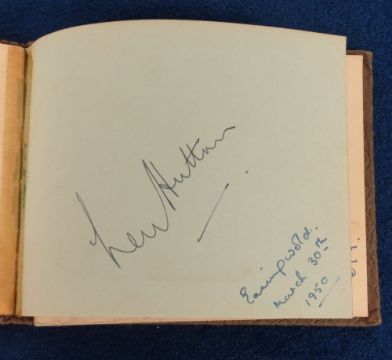 Len Hutton
Easingwold.
March 30th
1950